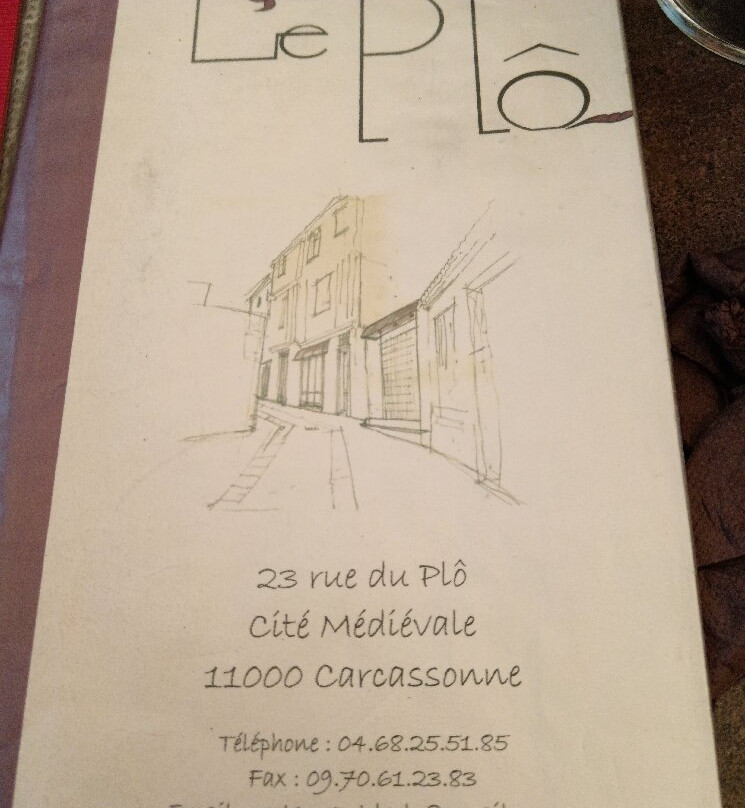 Le Plô
23 rue du Plô
Cité Médiévale
11000 Carcassonne
Téléphone : 04.68.25.51.85
Fax : 09.70.61.23.83